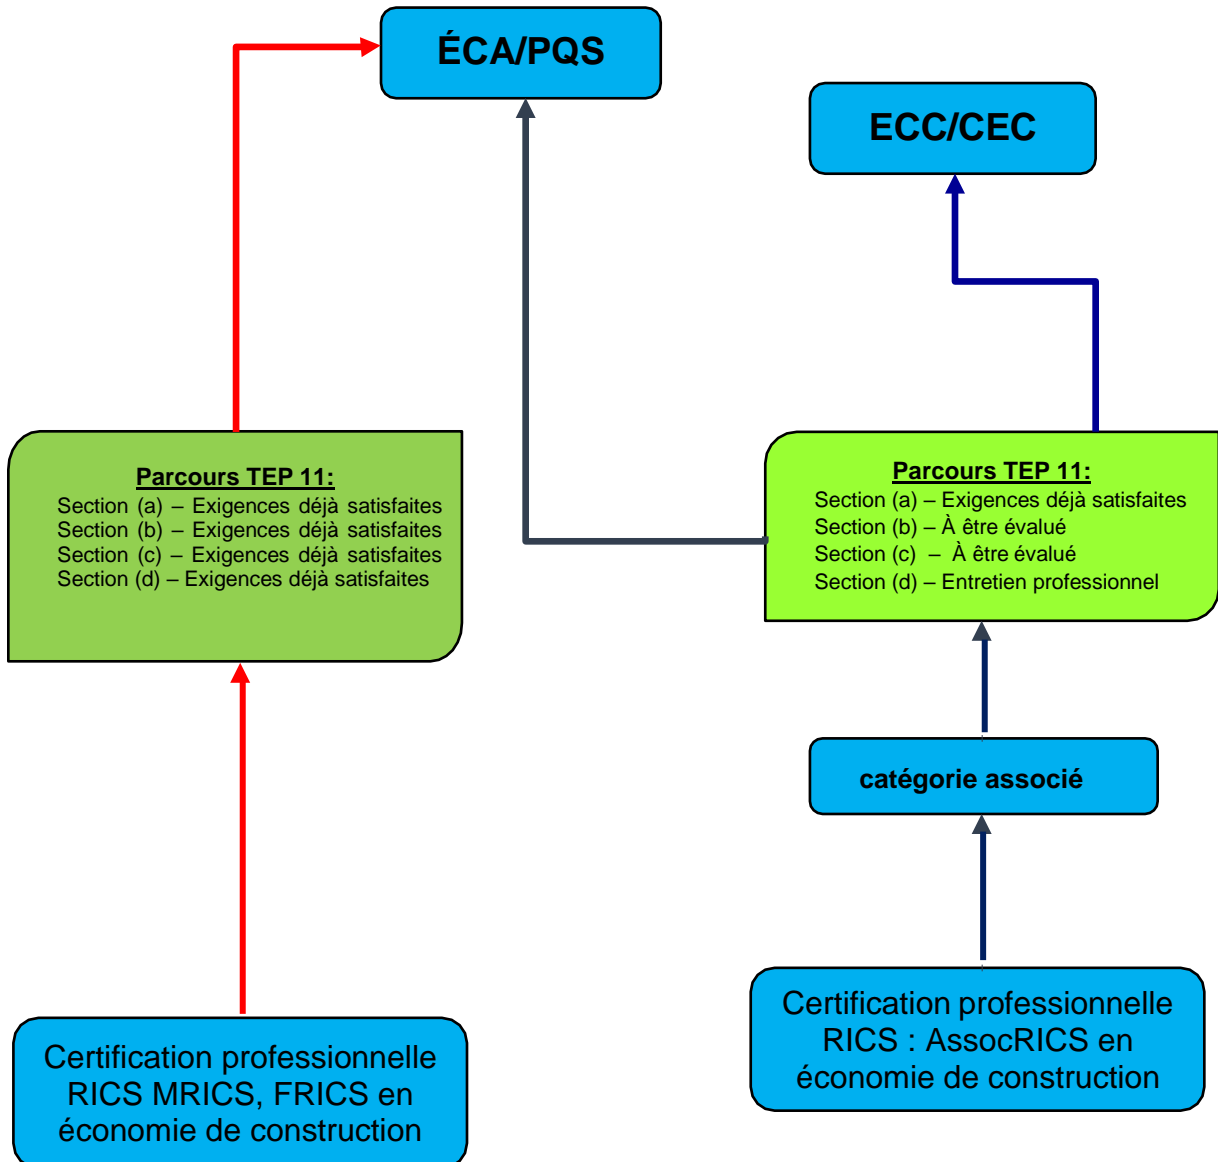 ÉCA/PQS
ECC/CEC
Parcours TEP 11:
Section (a) – Exigences déjà satisfaites
Section (b) – Exigences déjà satisfaites
Section (c) – Exigences déjà satisfaites
Section (d) – Exigences déjà satisfaites
Parcours TEP 11:
Section (a) – Exigences déjà satisfaites
Section (b) – À être évalué
Section (c) – À être évalué
Section (d) – Entretien professionnel
catégorie associé
Certification professionnelle
RICS : AssocRICS en
économie de construction
Certification professionnelle
RICS MRICS, FRICS en
économie de construction